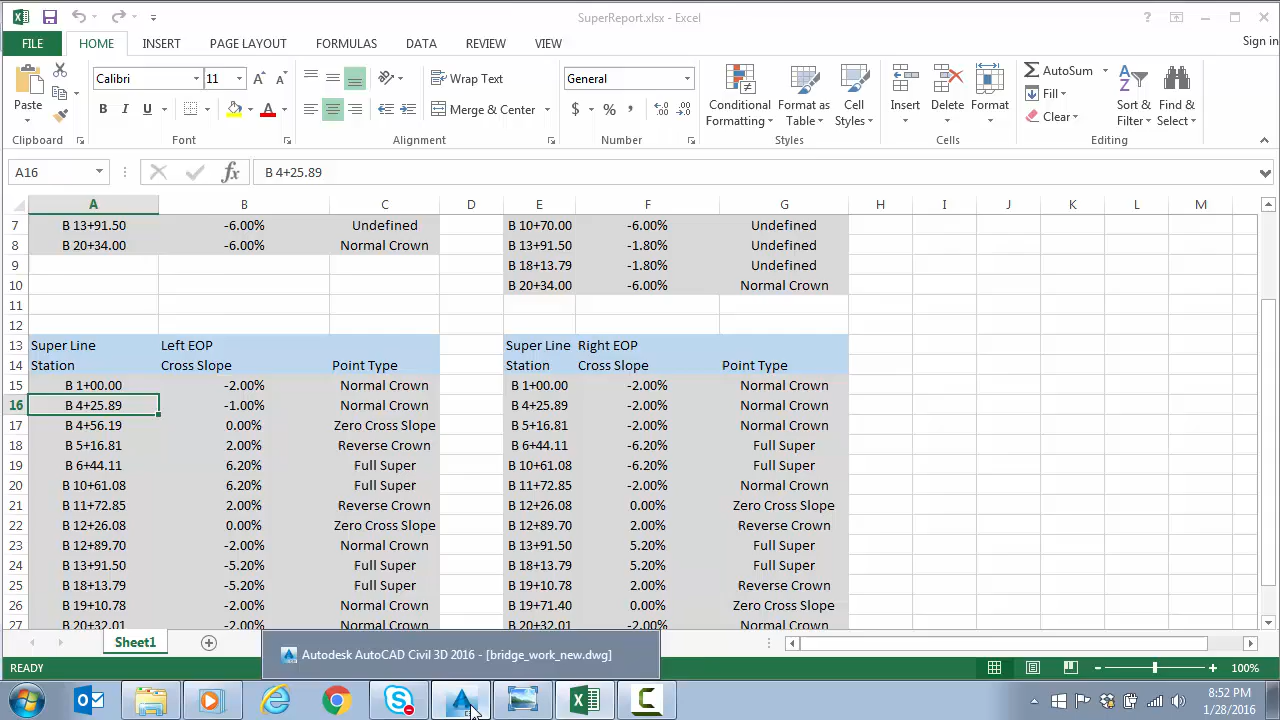 SuperReport.xlsx - Excel
FILE HOME INSERT PAGE LAYOUT FORMULAS DATA REVIEW VIEW Sign in
Paste Calibri 11 Wrap Text General Conditional Formatting Format as Table Cell Styles Insert Delete Format AutoSum Sort & Filter Find & Select
B I U A Merge & Center $ % , Fill
Clear
Clipboard Font Alignment Number Styles Cells Editing
A16 fx B 4+25.89
A B C D E F G H I J K L M
7 B 13+91.50 -6.00% Undefined B 10+70.00 -6.00% Undefined
8 B 20+34.00 -6.00% Normal Crown B 13+91.50 -1.80% Undefined
9 B 18+13.79 -1.80% Undefined
10 B 20+34.00 -6.00% Normal Crown
11
12
13 Super Line Left EOP Super Line Right EOP
14 Station Cross Slope Point Type Station Cross Slope Point Type
15 B 1+00.00 -2.00% Normal Crown B 1+00.00 -2.00% Normal Crown
16 B 4+25.89 -1.00% Normal Crown B 4+25.89 -2.00% Normal Crown
17 B 4+56.19 0.00% Zero Cross Slope B 5+16.81 -2.00% Normal Crown
18 B 5+16.81 2.00% Reverse Crown B 6+44.11 -6.20% Full Super
19 B 6+44.11 6.20% Full Super B 10+61.08 -6.20% Full Super
20 B 10+61.08 6.20% Full Super B 11+72.85 -2.00% Normal Crown
21 B 11+72.85 2.00% Reverse Crown B 12+26.08 0.00% Zero Cross Slope
22 B 12+26.08 0.00% Zero Cross Slope B 12+89.70 2.00% Reverse Crown
23 B 12+89.70 -2.00% Normal Crown B 13+91.50 5.20% Full Super
24 B 13+91.50 -5.20% Full Super B 18+13.79 5.20% Full Super
25 B 18+13.79 -5.20% Full Super B 19+10.78 2.00% Reverse Crown
26 B 19+10.78 -2.00% Normal Crown B 19+71.40 0.00% Zero Cross Slope
27 B 20+32.01 -2.00% Normal Crown B 20+32.01 -2.00% Normal Crown
Sheet1
Autodesk AutoCAD Civil 3D 2016 - [bridge_work_new.dwg]
READY 100%
8:52 PM
1/28/2016